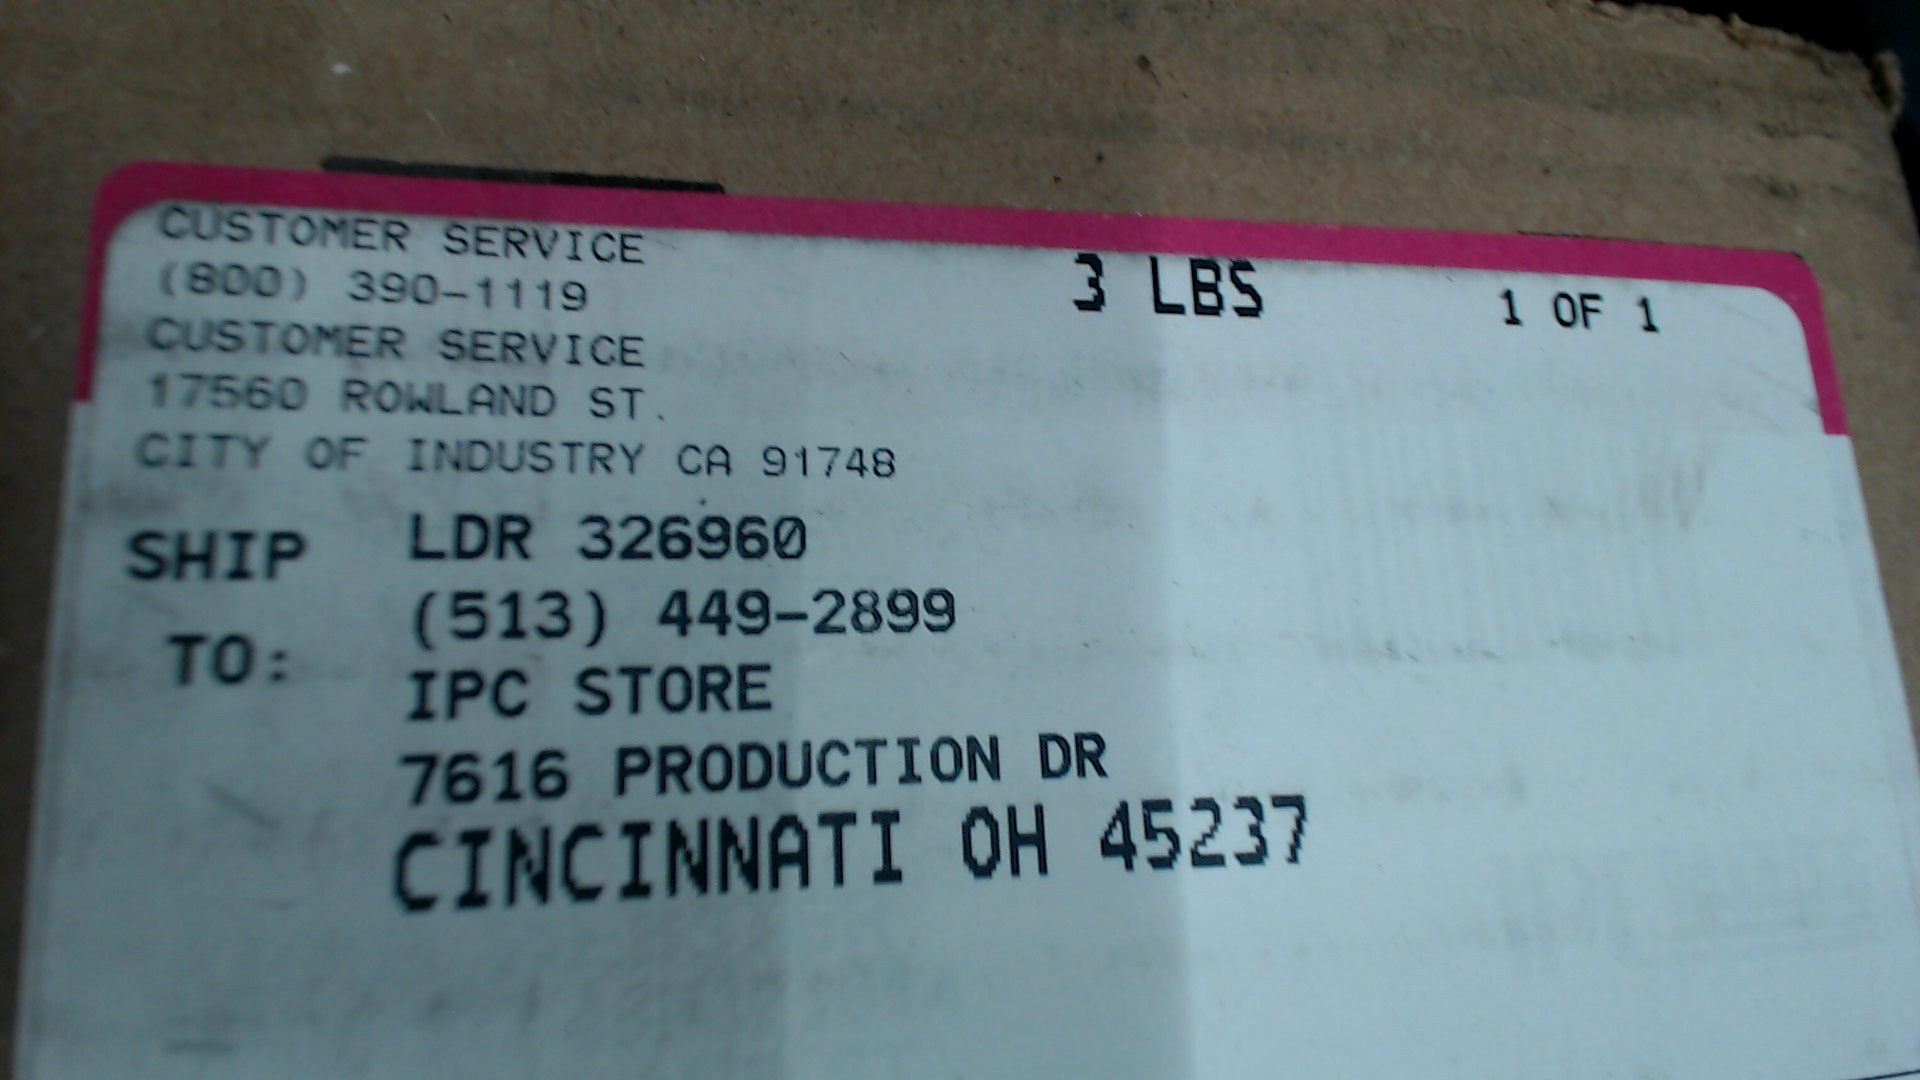 CUSTOMER SERVICE
(800) 390-1119
CUSTOMER SERVICE
17560 ROWLAND ST.
CITY OF INDUSTRY CA 91748
3 LBS
1 OF 1
SHIP TO:
LDR 326960
(513) 449-2899
IPC STORE
7616 PRODUCTION DR
CINCINNATI OH 45237